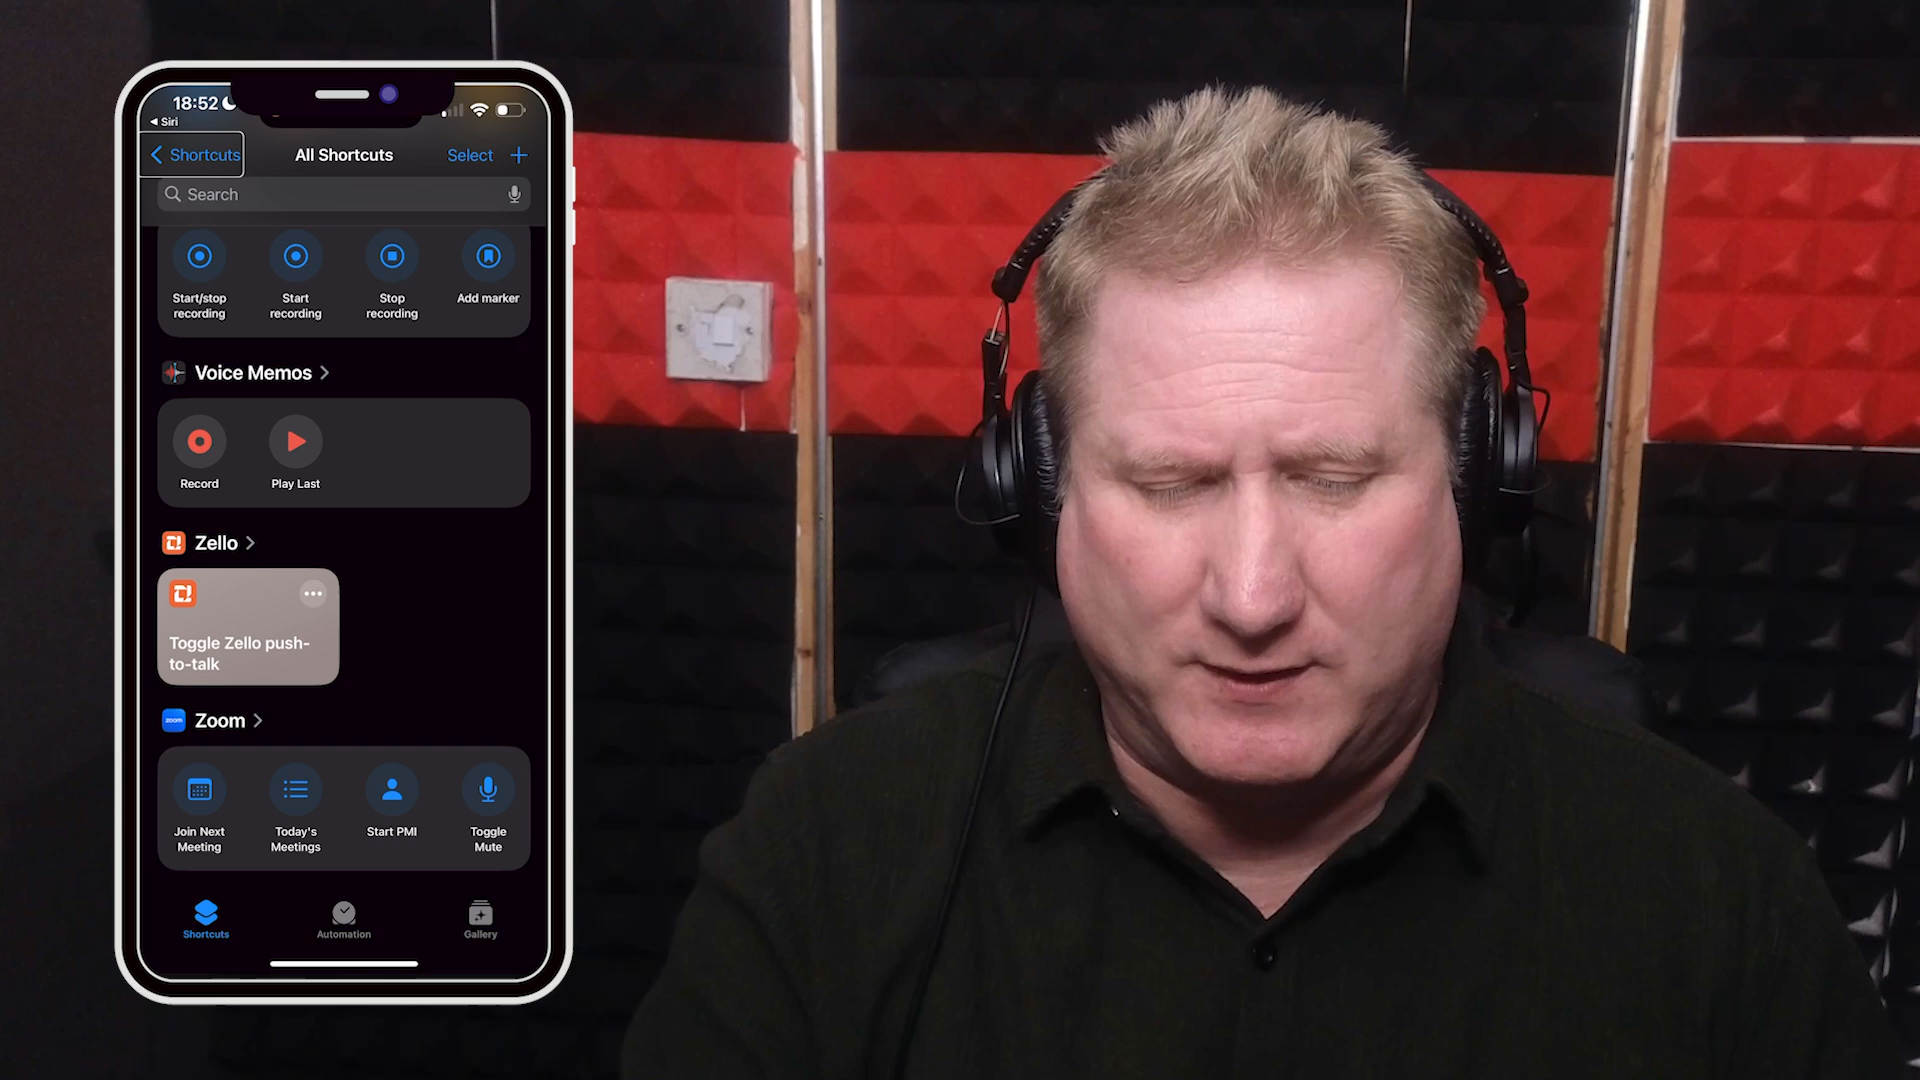 18:52
Siri
Shortcuts
All Shortcuts
Select
Search
Start/stop
recording
Start
recording
Stop
recording
Add marker
Voice Memos
Record
Play Last
Zello
Toggle Zello push-
to-talk
zoom
Zoom
Join Next
Meeting
Today's
Meetings
Start PMI
Toggle
Mute
Shortcuts
Automation
Gallery